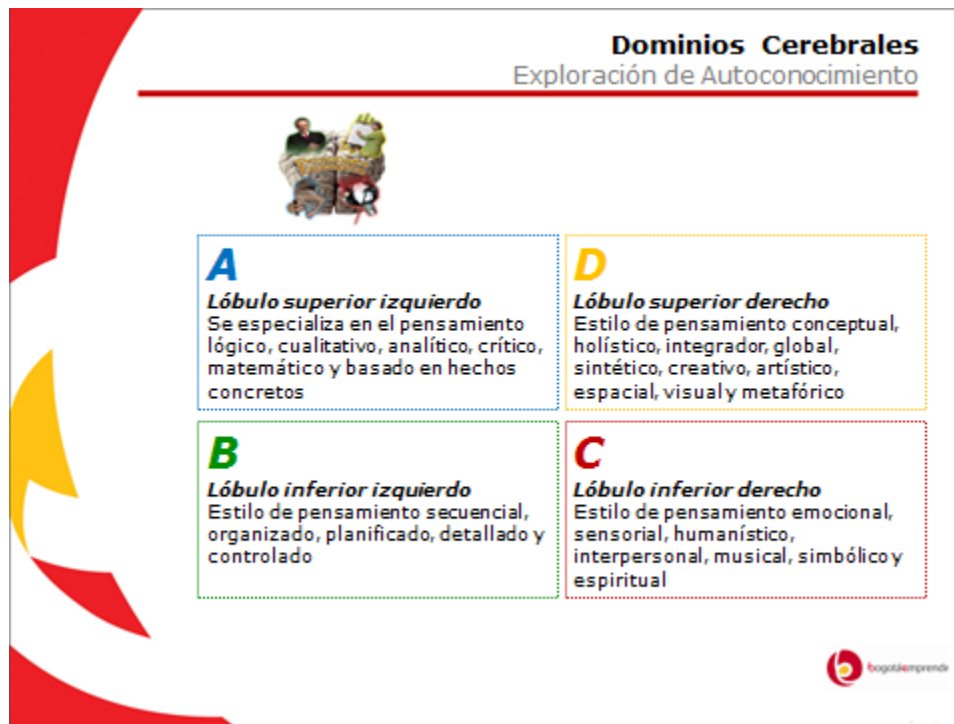 Dominios Cerebrales
Exploración de Autoconocimiento
A
Lóbulo superior izquierdo
Se especializa en el pensamiento
lógico, cualitativo, analítico, crítico,
matemático y basado en hechos
concretos
D
Lóbulo superior derecho
Estilo de pensamiento conceptual,
holístico, integrador, global,
sintético, creativo, artístico,
espacial, visual y metafórico
B
Lóbulo inferior izquierdo
Estilo de pensamiento secuencial,
organizado, planificado, detallado y
controlado
C
Lóbulo inferior derecho
Estilo de pensamiento emocional,
sensorial, humanístico,
interpersonal, musical, simbólico y
espiritual
bogotáemprende